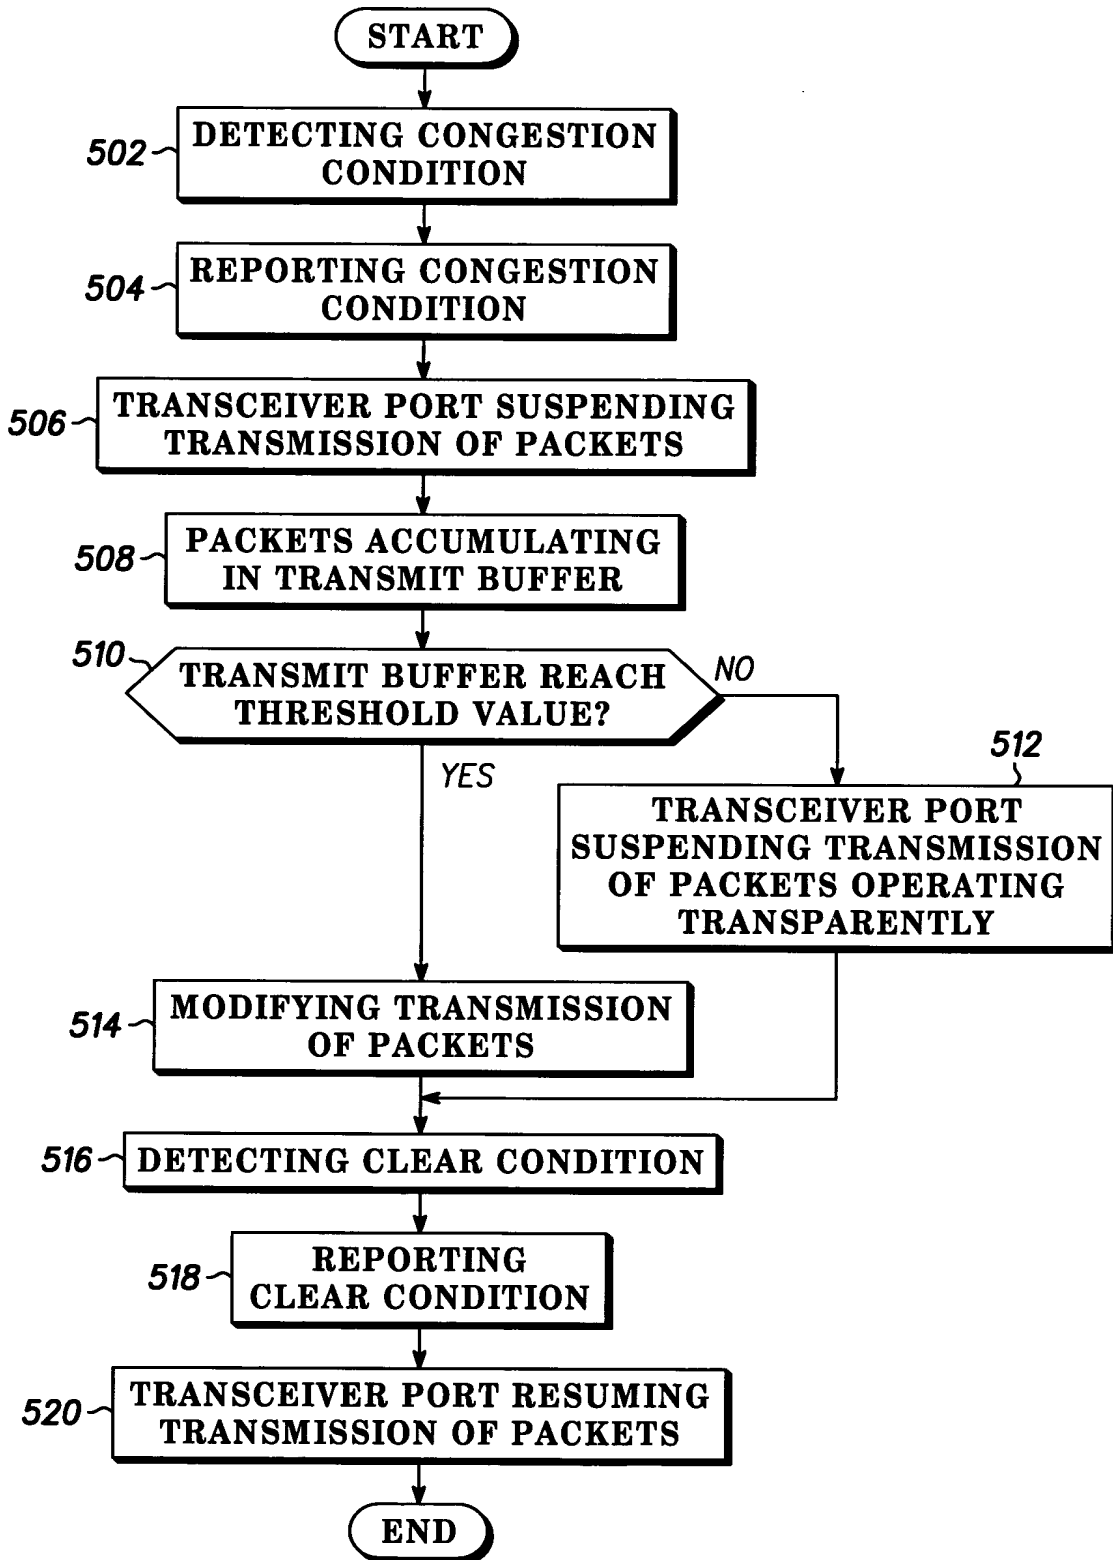 START
502
DETECTING CONGESTION
CONDITION
504
REPORTING CONGESTION
CONDITION
506
TRANSCEIVER PORT SUSPENDING
TRANSMISSION OF PACKETS
508
PACKETS ACCUMULATING
IN TRANSMIT BUFFER
510
TRANSMIT BUFFER REACH
THRESHOLD VALUE?
NO
YES
512
TRANSCEIVER PORT
SUSPENDING TRANSMISSION
OF PACKETS OPERATING
TRANSPARENTLY
514
MODIFYING TRANSMISSION
OF PACKETS
516
DETECTING CLEAR CONDITION
518
REPORTING
CLEAR CONDITION
520
TRANSCEIVER PORT RESUMING
TRANSMISSION OF PACKETS
END